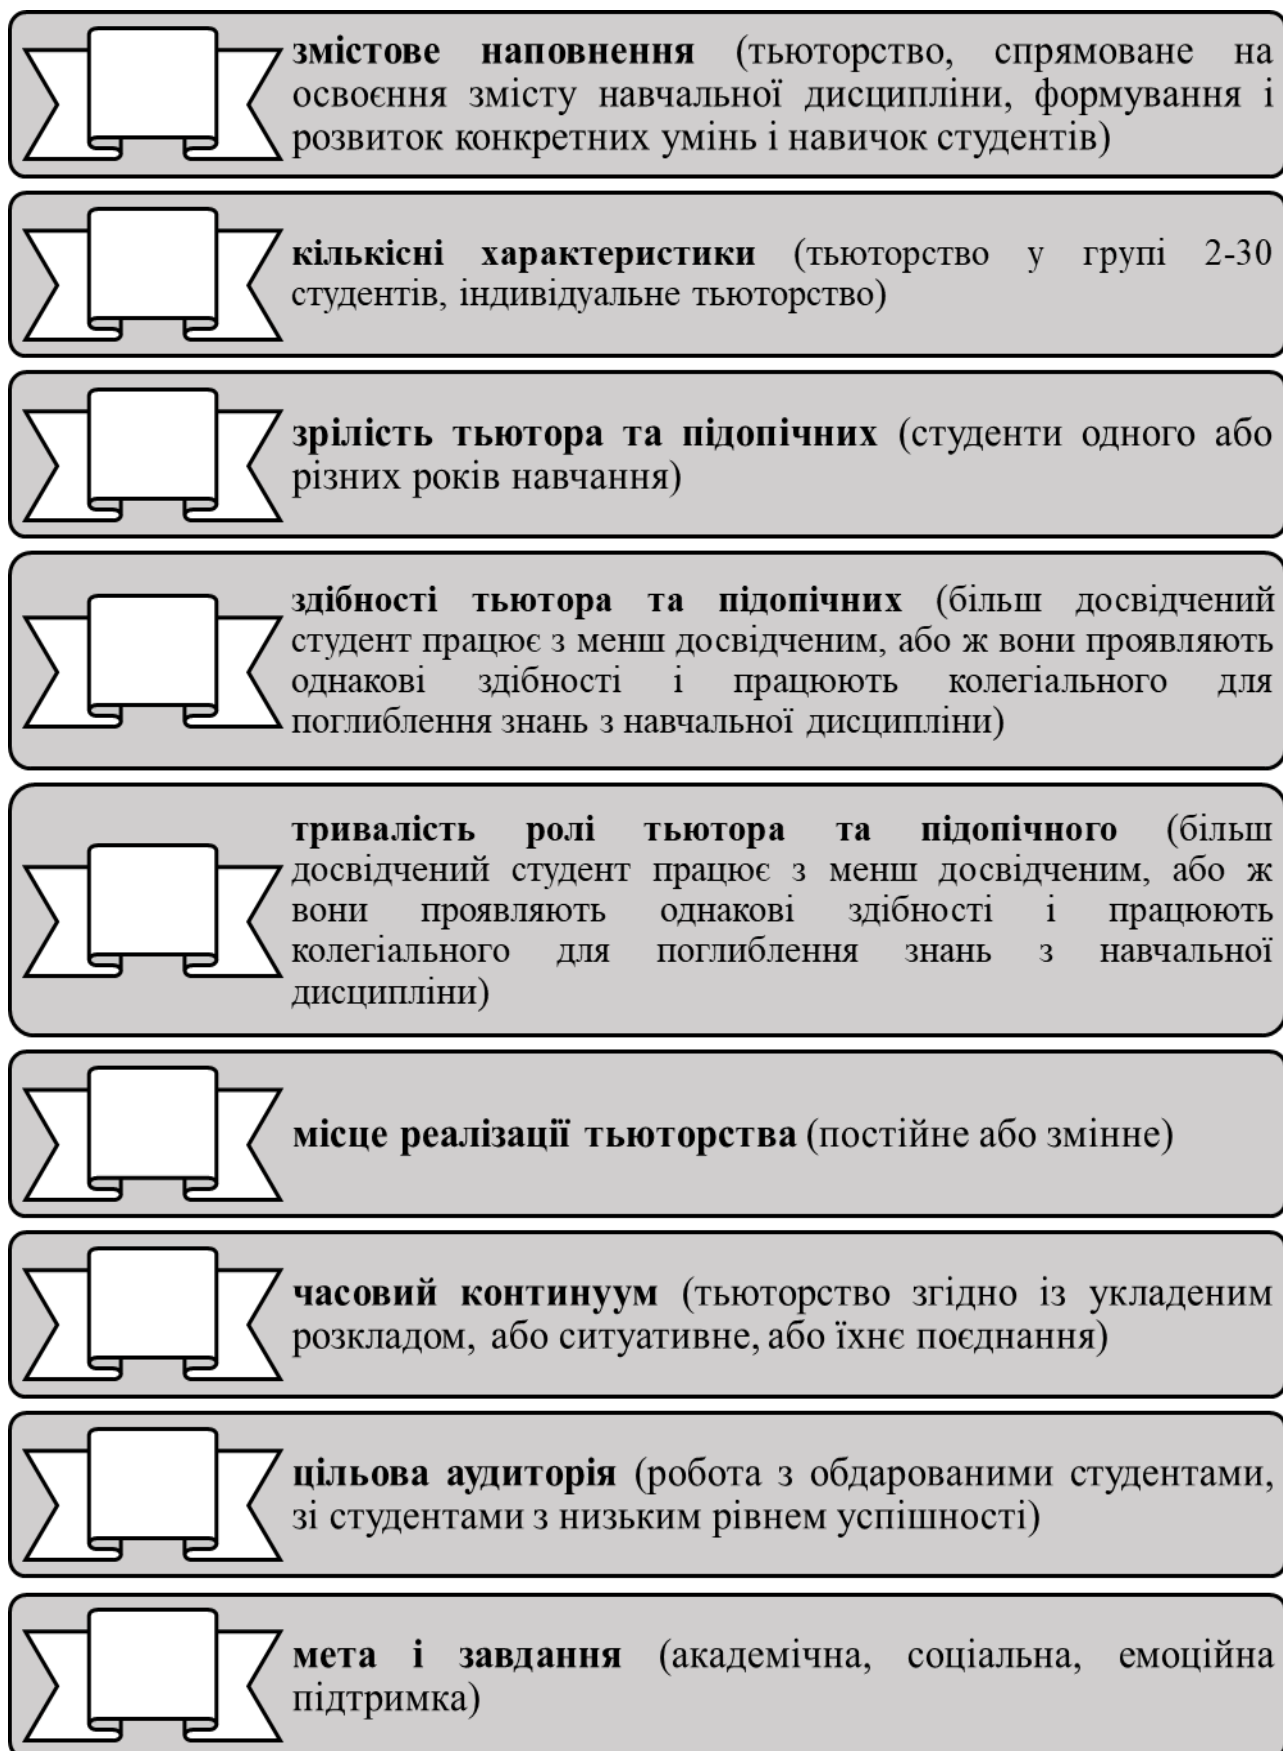 змістове наповнення (тьюторство, спрямоване на
освоєння змісту навчальної дисципліни, формування і
розвиток конкретних умінь і навичок студентів)
кількісні характеристики (тьюторство у групі 2-30
студентів, індивідуальне тьюторство)
зрілість тьютора та підопічних (студенти одного або
різних років навчання)
здібності тьютора та підопічних (більш досвідчений
студент працює з менш досвідченим, або ж вони проявляють
однакові здібності і працюють колегіального для
поглиблення знань з навчальної дисципліни)
тривалість ролі тьютора та підопічного (більш
досвідчений студент працює з менш досвідченим, або ж
вони проявляють однакові здібності і працюють
колегіального для поглиблення знань з навчальної
дисципліни)
місце реалізації тьюторства (постійне або змінне)
часовий континуум (тьюторство згідно із укладеним
розкладом, або ситуативне, або їхнє поєднання)
цільова аудиторія (робота з обдарованими студентами,
зі студентами з низьким рівнем успішності)
мета і завдання (академічна, соціальна, емоційна
підтримка)